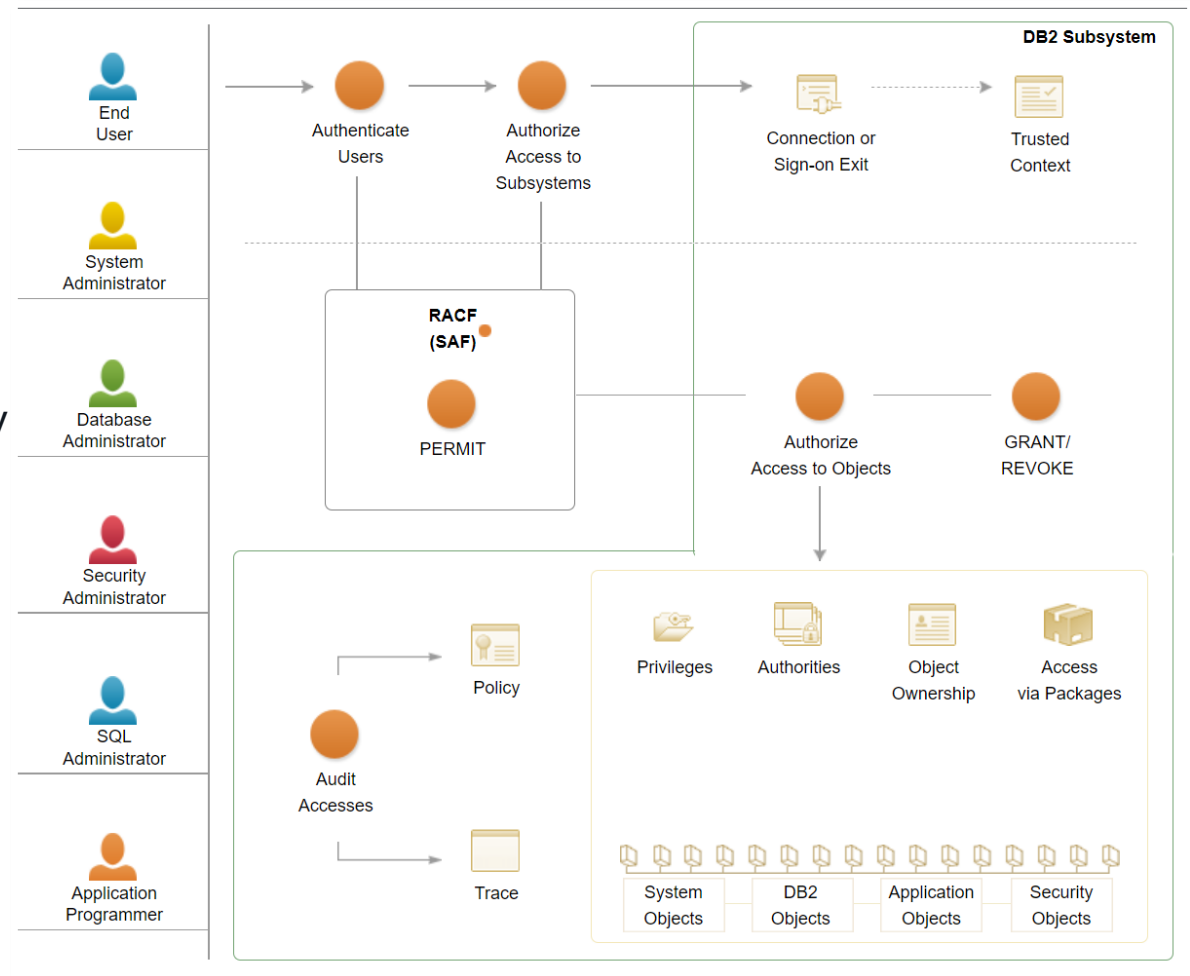 DB2 Subsystem
End
User
Authenticate
Users
Authorize
Access to
Subsystems
Connection or
Sign-on Exit
Trusted
Context
System
Administrator
RACF
(SAF)
PERMIT
Database
Administrator
Authorize
Access to Objects
GRANT/
REVOKE
Security
Administrator
Privileges
Authorities
Object
Ownership
Access
via Packages
Policy
SQL
Administrator
Audit
Accesses
Trace
Application
Programmer
System
Objects
DB2
Objects
Application
Objects
Security
Objects